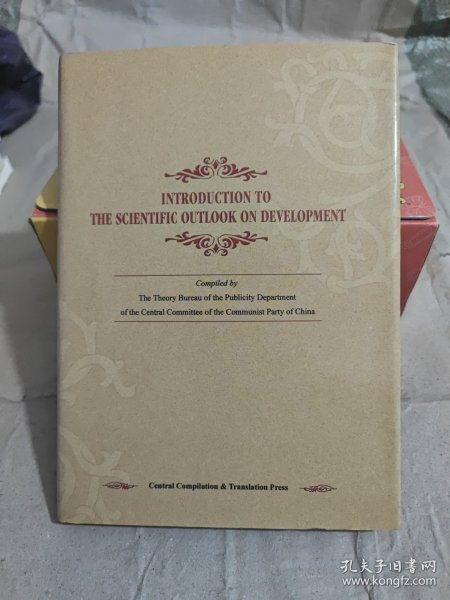 INTRODUCTION TO
THE SCIENTIFIC OUTLOOK ON DEVELOPMENT
Compiled by
The Theory Bureau of the Publicity Department
of the Central Committee of the Communist Party of China
Central Compilation & Translation Press
孔夫子旧书网
www.kongfz.com